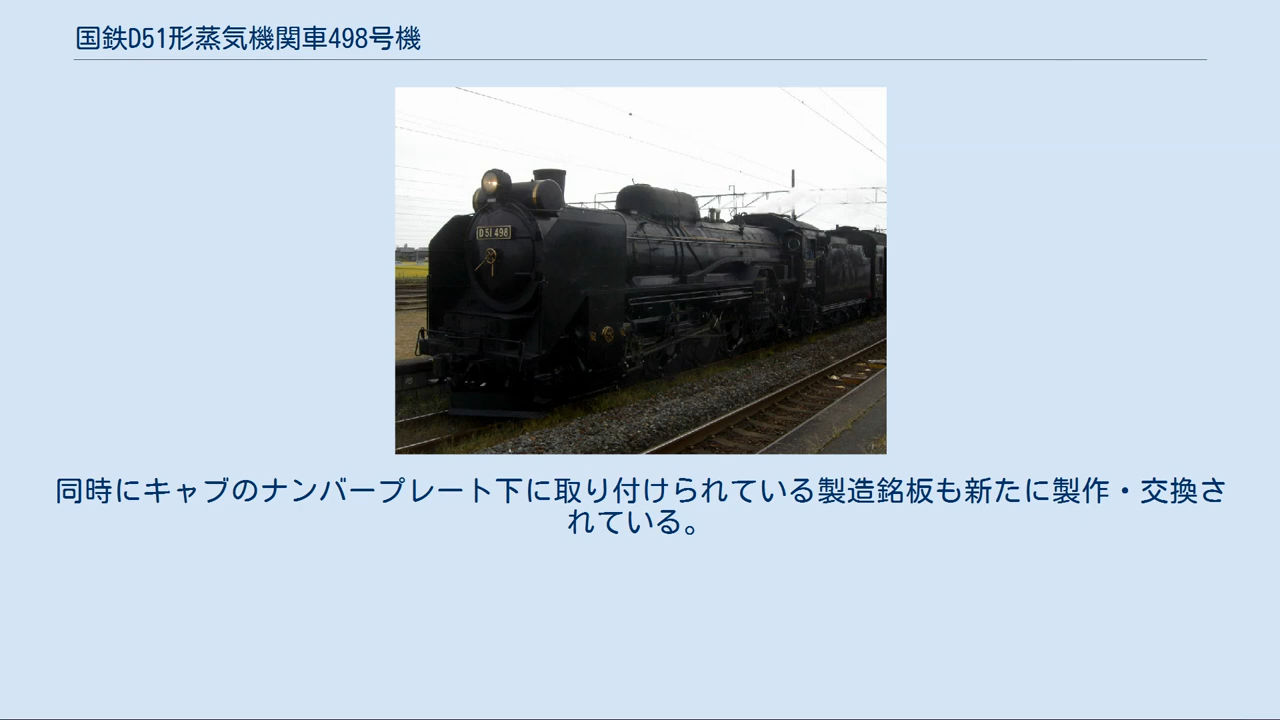 国鉄D51形蒸気機関車498号機
D51 498
同時にキャブのナンバープレート下に取り付けられている製造銘板も新たに製作・交換さ
れている。